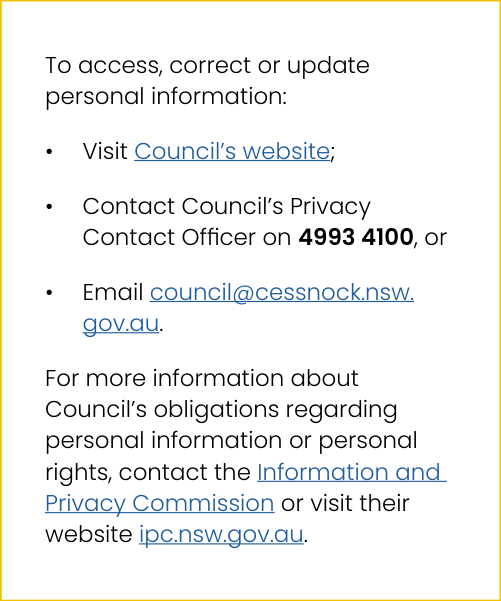 To access, correct or update
personal information:
• Visit Council’s website;
• Contact Council’s Privacy
Contact Officer on 4993 4100, or
• Email council@cessnock.nsw.
gov.au.
For more information about
Council’s obligations regarding
personal information or personal
rights, contact the Information and
Privacy Commission or visit their
website ipc.nsw.gov.au.